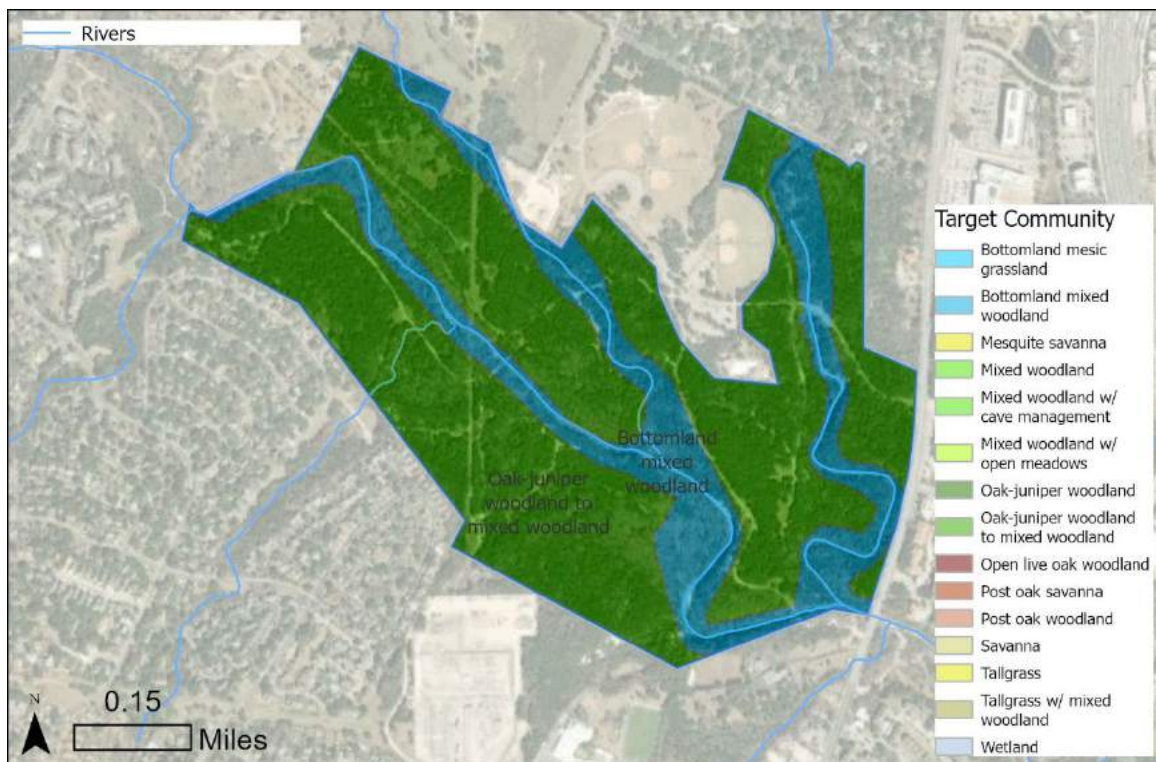 Rivers
Target Community
Bottomland mesic
grassland
Bottomland mixed
woodland
Mesquite savanna
Mixed woodland
Mixed woodland w/
cave management
Mixed woodland w/
open meadows
Oak-juniper woodland
Oak-juniper woodland
to mixed woodland
Open live oak woodland
Post oak savanna
Post oak woodland
Savanna
Tallgrass
Tallgrass w/ mixed
woodland
Wetland
Bottomland
mixed
woodland
Oak-juniper
woodland to
mixed woodland
N
0.15
Miles